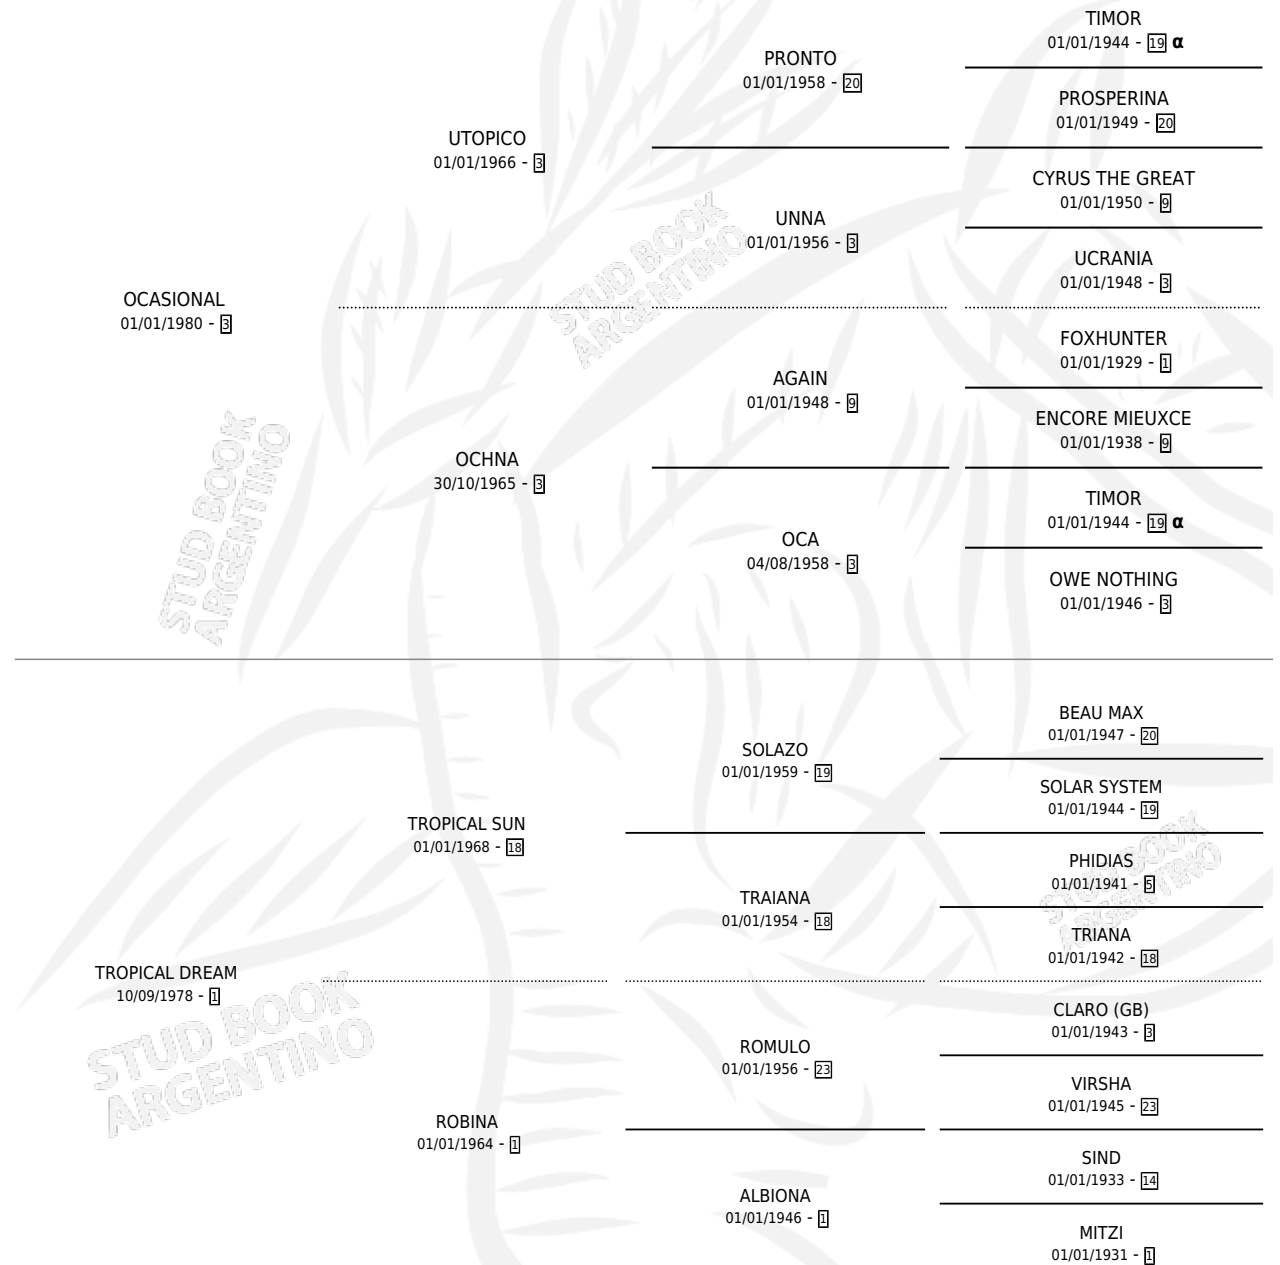 TIMOR
01/01/1944 - 19 α
PRONTO
01/01/1958 - 20
PROSPERINA
01/01/1949 - 20
UTOPICO
01/01/1966 - 3
CYRUS THE GREAT
01/01/1950 - 9
UNNA
01/01/1956 - 3
UCRANIA
01/01/1948 - 3
OCASIONAL
01/01/1980 - 3
FOXHUNTER
01/01/1929 - 1
AGAIN
01/01/1948 - 9
ENCORE MIEUXCE
01/01/1938 - 9
OCHNA
30/10/1965 - 3
TIMOR
01/01/1944 - 19 α
OCA
04/08/1958 - 3
OWE NOTHING
01/01/1946 - 3
BEAU MAX
01/01/1947 - 20
SOLAZO
01/01/1959 - 19
SOLAR SYSTEM
01/01/1944 - 19
TROPICAL SUN
01/01/1968 - 18
PHIDIAS
01/01/1941 - 5
TRAIANA
01/01/1954 - 18
TRIANA
01/01/1942 - 18
TROPICAL DREAM
10/09/1978 - 1
CLARO (GB)
01/01/1943 - 3
ROMULO
01/01/1956 - 23
VIRSHA
01/01/1945 - 23
ROBINA
01/01/1964 - 1
SIND
01/01/1933 - 14
ALBIONA
01/01/1946 - 1
MITZI
01/01/1931 - 1
STUD BOOK
ARGENTINO
STUD BOOK
ARGENTINO
STUD BOOK
ARGENTINO
STUD BOOK
ARGENTINO